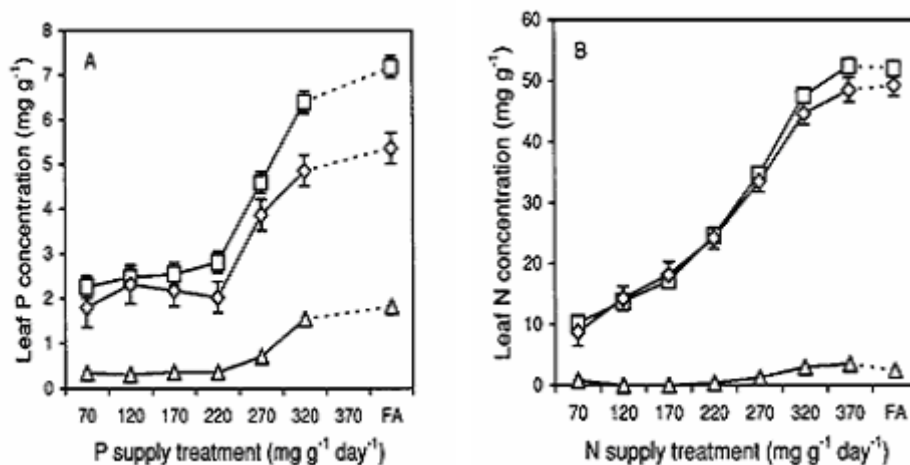 A
Leaf P concentration (mg g⁻¹)
8
7
6
5
4
3
2
1
0
70 120 170 220 270 320 370 FA
P supply treatment (mg g⁻¹ day⁻¹)
B
Leaf N concentration (mg g⁻¹)
60
50
40
30
20
10
0
70 120 170 220 270 320 370 FA
N supply treatment (mg g⁻¹ day⁻¹)